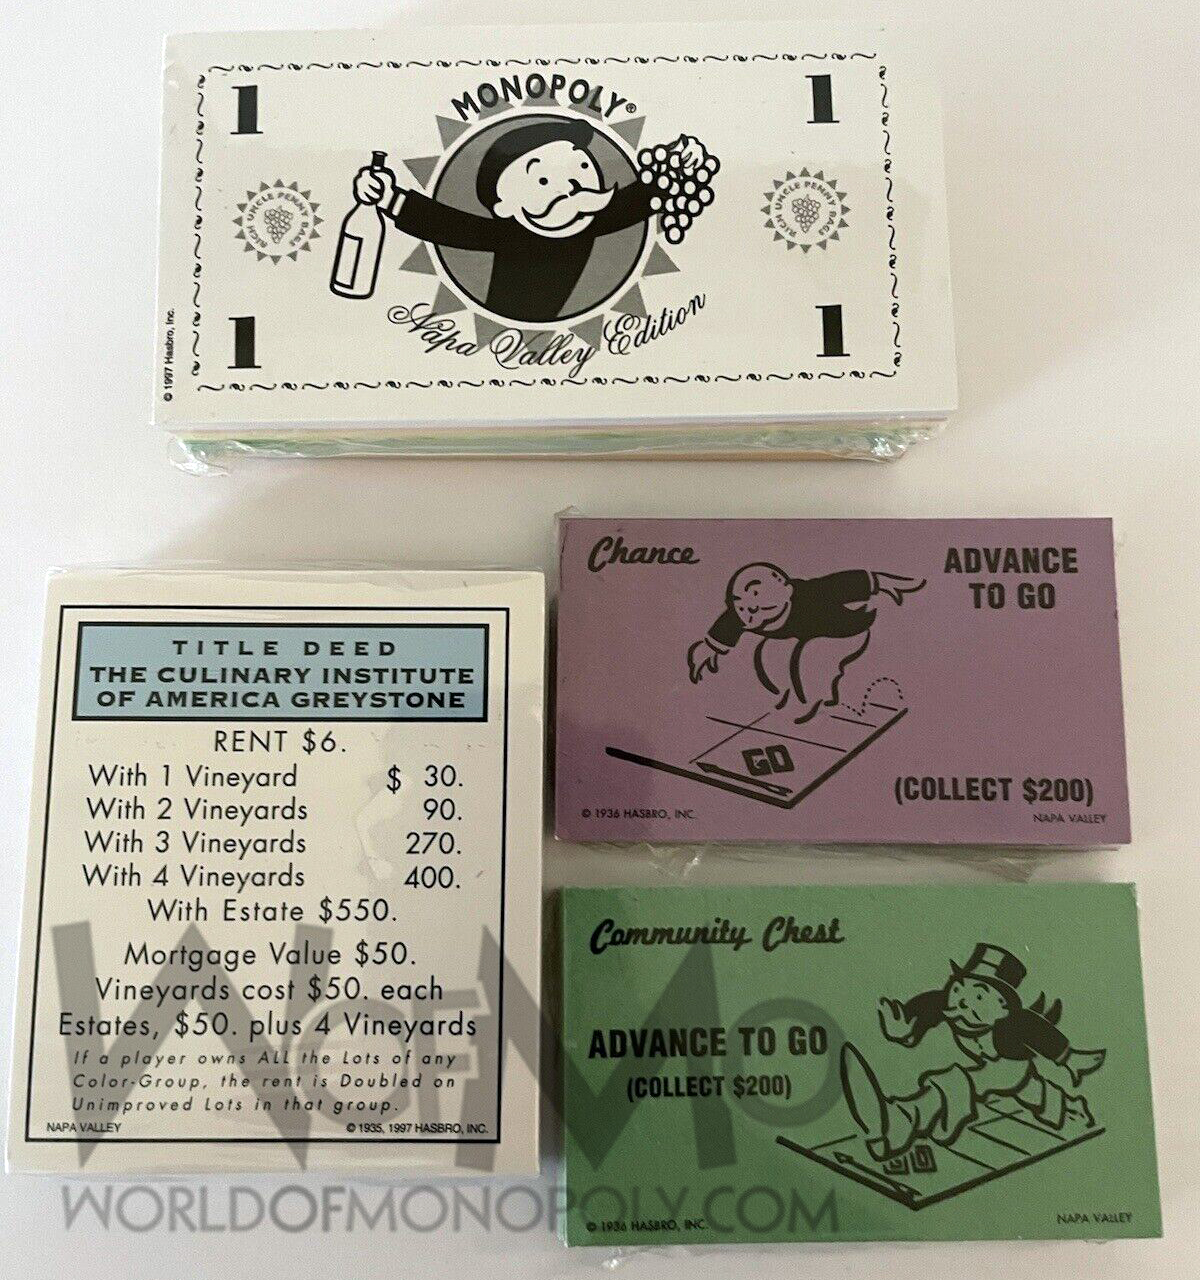 MONOPOLY®
1
1
RICH UNCLE PENNY BAGS
RICH UNCLE PENNY BAGS
Napa Valley Edition
1
1
© 1997 Hasbro, Inc.
TITLE DEED
THE CULINARY INSTITUTE
OF AMERICA GREYSTONE
RENT $6.
With 1 Vineyard $ 30.
With 2 Vineyards 90.
With 3 Vineyards 270.
With 4 Vineyards 400.
With Estate $550.
Mortgage Value $50.
Vineyards cost $50. each
Estates, $50. plus 4 Vineyards
If a player owns ALL the Lots of any
Color-Group, the rent is Doubled on
Unimproved Lots in that group.
NAPA VALLEY © 1935, 1997 HASBRO, INC.
Chance
ADVANCE
TO GO
GO
(COLLECT $200)
© 1936 HASBRO, INC. NAPA VALLEY
Community Chest
ADVANCE TO GO
(COLLECT $200)
GO
© 1936 HASBRO, INC. NAPA VALLEY
WOFMO
WORLDOFMONOPOLY.COM